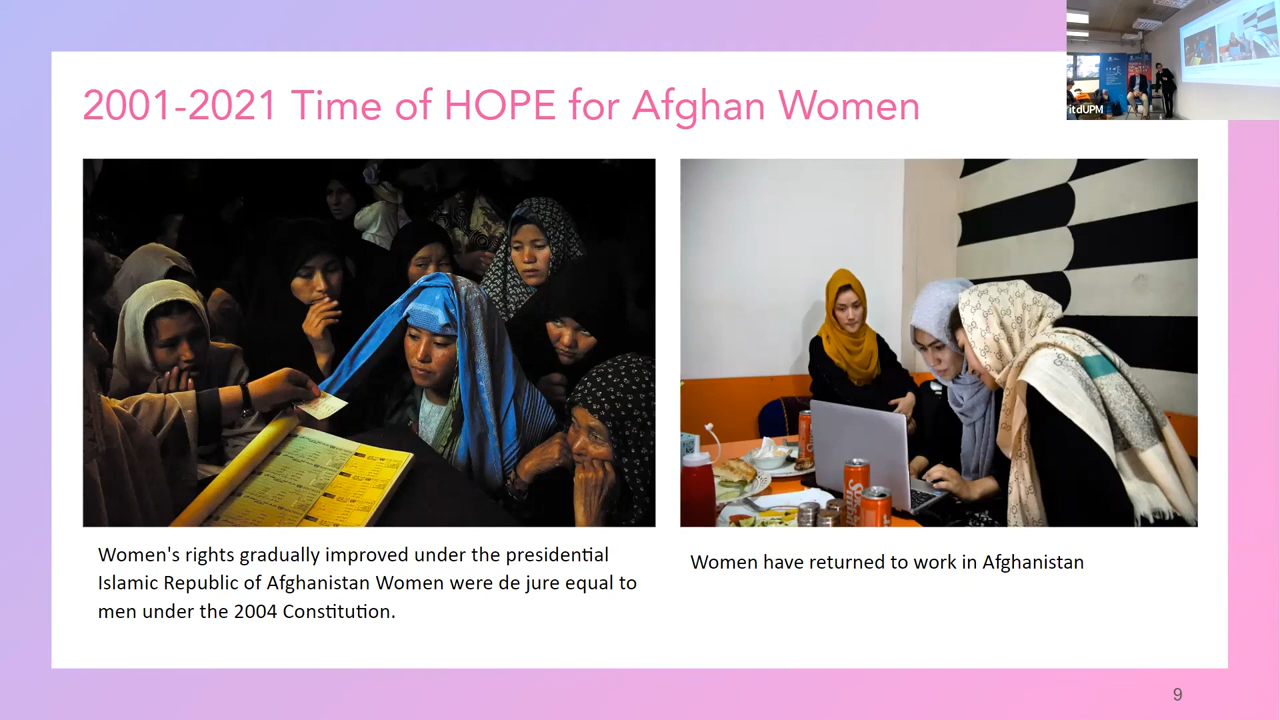 2001-2021 Time of HOPE for Afghan Women
itdUPM
Women's rights gradually improved under the presidential
Islamic Republic of Afghanistan Women were de jure equal to
men under the 2004 Constitution.
Women have returned to work in Afghanistan
9